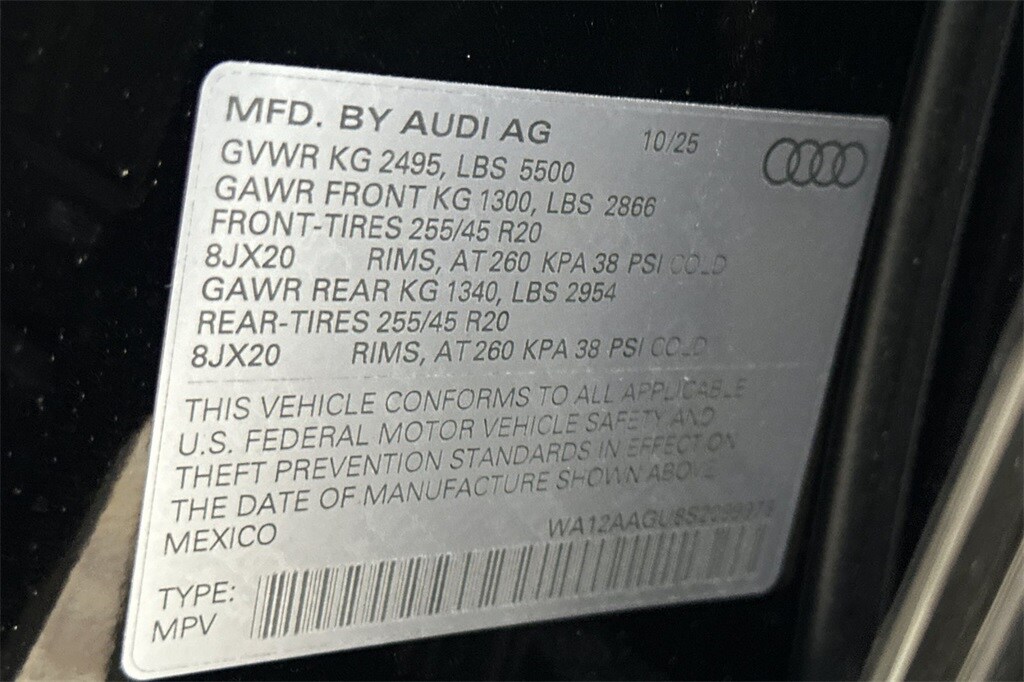 MFD. BY AUDI AG 10/25
GVWR KG 2495, LBS 5500
GAWR FRONT KG 1300, LBS 2866
FRONT-TIRES 255/45 R20
8JX20 RIMS, AT 260 KPA 38 PSI COLD
GAWR REAR KG 1340, LBS 2954
REAR-TIRES 255/45 R20
8JX20 RIMS, AT 260 KPA 38 PSI COLD
THIS VEHICLE CONFORMS TO ALL APPLICABLE
U.S. FEDERAL MOTOR VEHICLE SAFETY AND
THEFT PREVENTION STANDARDS IN EFFECT ON
THE DATE OF MANUFACTURE SHOWN ABOVE
MEXICO
TYPE:
MPV